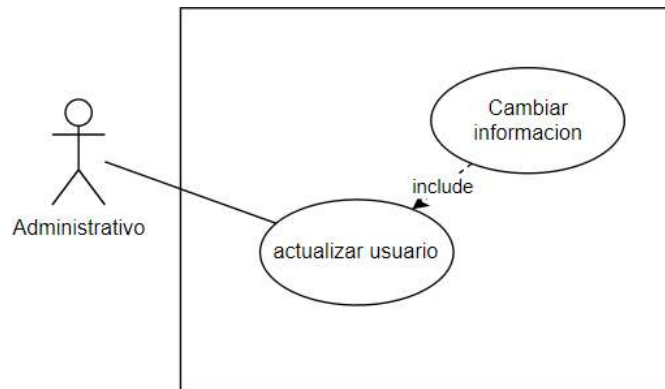 Cambiar
informacion
include
Administrativo
actualizar usuario